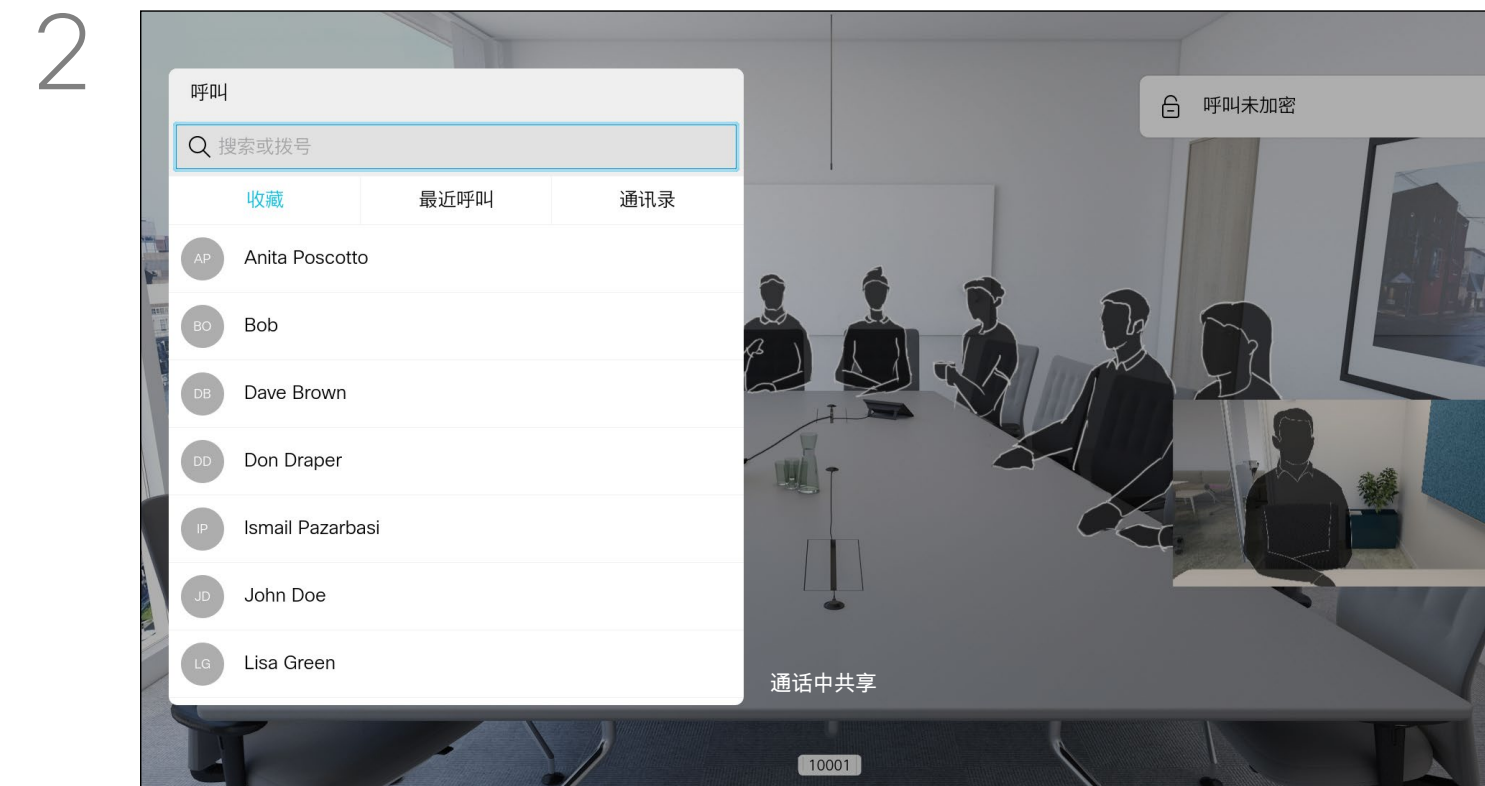 2
呼叫
呼叫未加密
搜索或拨号
收藏 最近呼叫 通讯录
AP Anita Poscotto
BO Bob
DB Dave Brown
DD Don Draper
IP Ismail Pazarbasi
JD John Doe
LG Lisa Green
通话中共享
10001